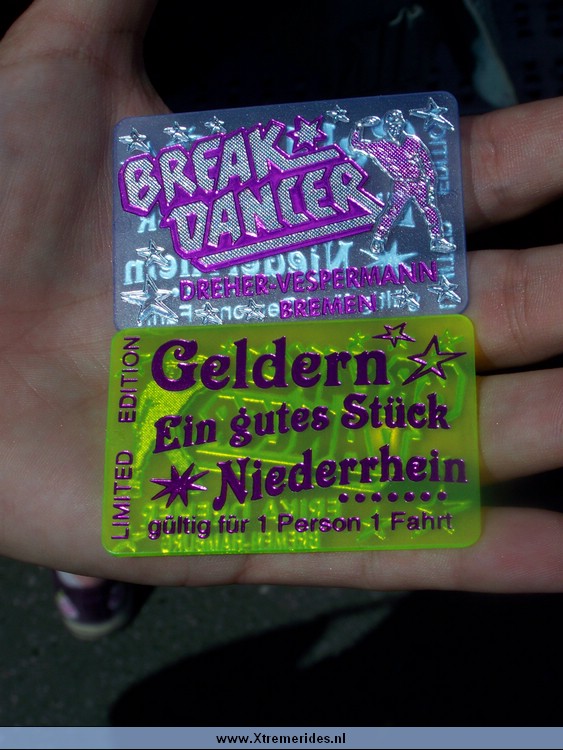 BREAK
DANCER
DREHER-VESPERMANN
BREMEN
LIMITED EDITION
Geldern
Ein gutes Stück
Niederrhein
gültig für 1 Person 1 Fahrt
www.Xtremerides.nl